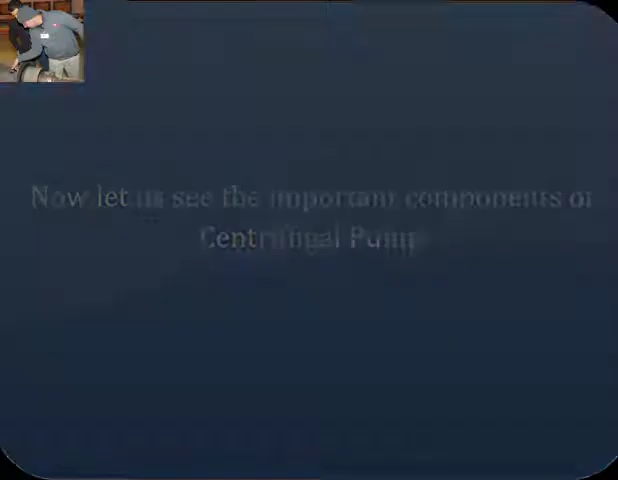 Now let us see the important components of
Centrifugal Pump